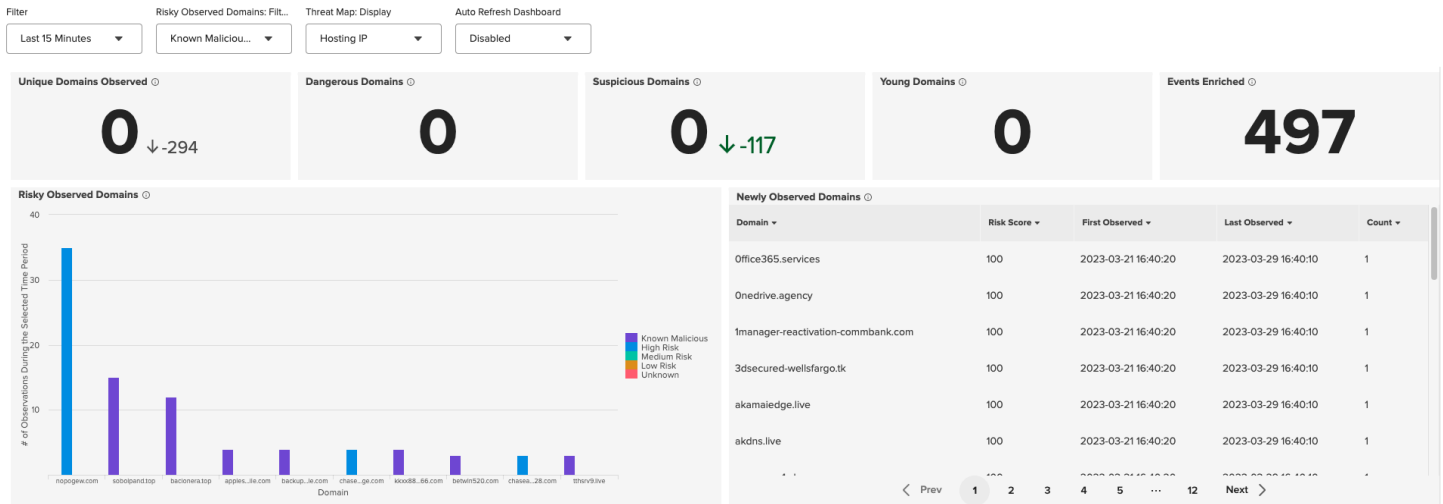 Filter Risky Observed Domains: Filt... Threat Map: Display Auto Refresh Dashboard
Last 15 Minutes Known Maliciou... Hosting IP Disabled
Unique Domains Observed Dangerous Domains Suspicious Domains Young Domains Events Enriched
0 -294 0 0 -117 0 497
Risky Observed Domains
# of Observations During the Selected Time Period
40
30
20
10
nopogew.com sobolpand.top bacionera.top apples...ile.com backup...le.com chase...ge.com kkxx88...66.com betwin520.com chasea...28.com tthsrv9.live
Domain
Known Malicious
High Risk
Medium Risk
Low Risk
Unknown
Newly Observed Domains
Domain Risk Score First Observed Last Observed Count
0ffice365.services 100 2023-03-21 16:40:20 2023-03-29 16:40:10 1
0nedrive.agency 100 2023-03-21 16:40:20 2023-03-29 16:40:10 1
1manager-reactivation-commbank.com 100 2023-03-21 16:40:20 2023-03-29 16:40:10 1
3dsecured-wellsfargo.tk 100 2023-03-21 16:40:20 2023-03-29 16:40:10 1
akamaiedge.live 100 2023-03-21 16:40:20 2023-03-29 16:40:10 1
akdns.live 100 2023-03-21 16:40:20 2023-03-29 16:40:10 1
Prev 1 2 3 4 5 ... 12 Next